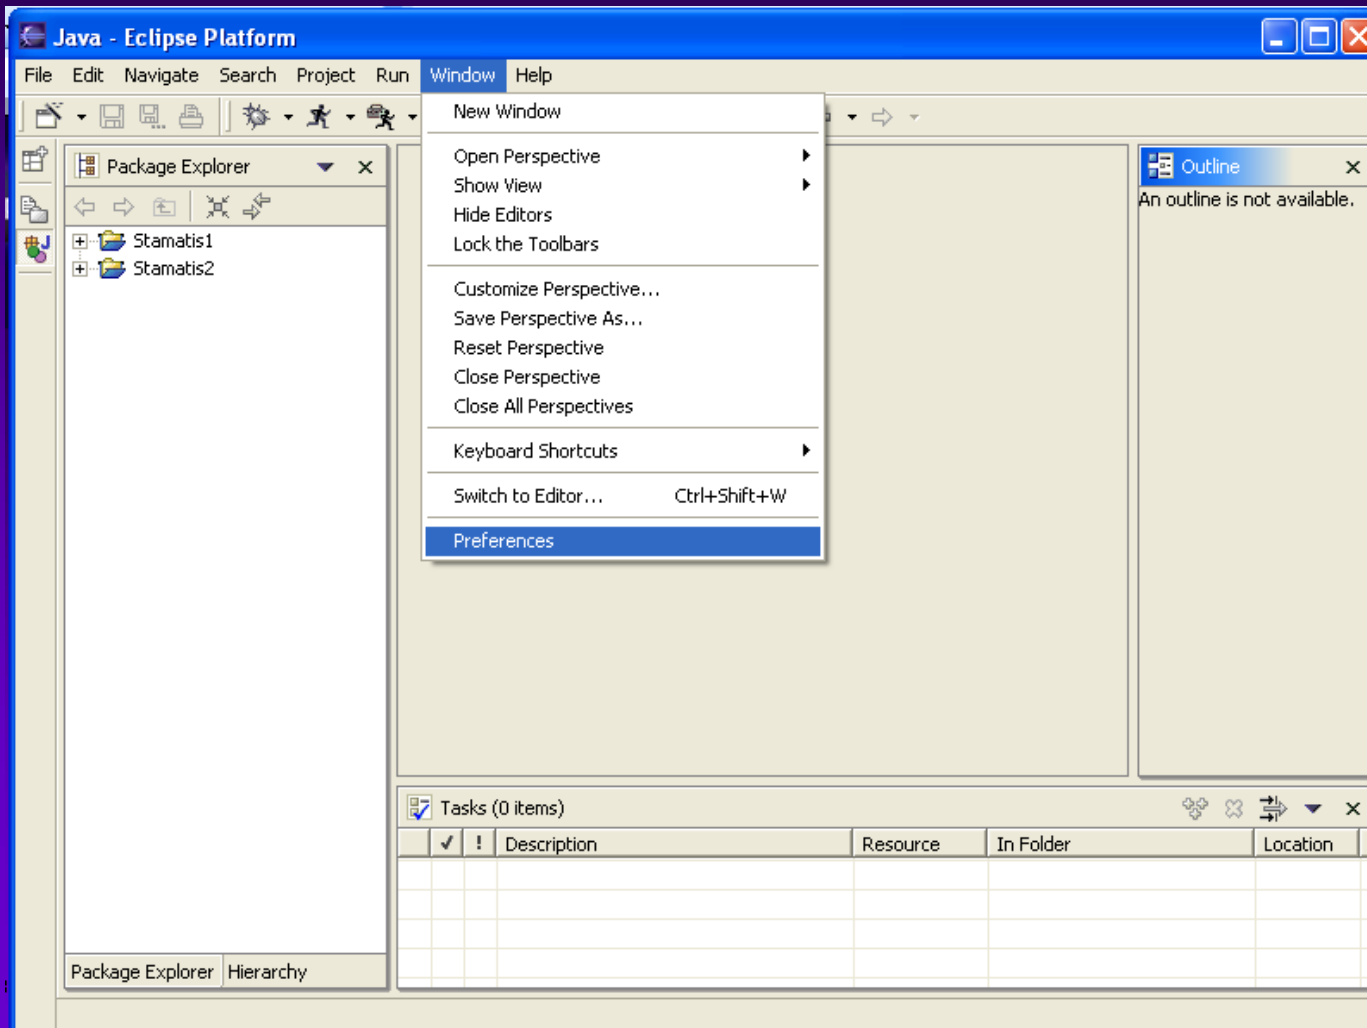 Java - Eclipse Platform
File Edit Navigate Search Project Run Window Help
New Window
Open Perspective
Show View
Hide Editors
Lock the Toolbars
Customize Perspective...
Save Perspective As...
Reset Perspective
Close Perspective
Close All Perspectives
Keyboard Shortcuts
Switch to Editor... Ctrl+Shift+W
Preferences
Package Explorer
Stamatis1
Stamatis2
Package Explorer Hierarchy
Outline
An outline is not available.
Tasks (0 items)
! Description Resource In Folder Location